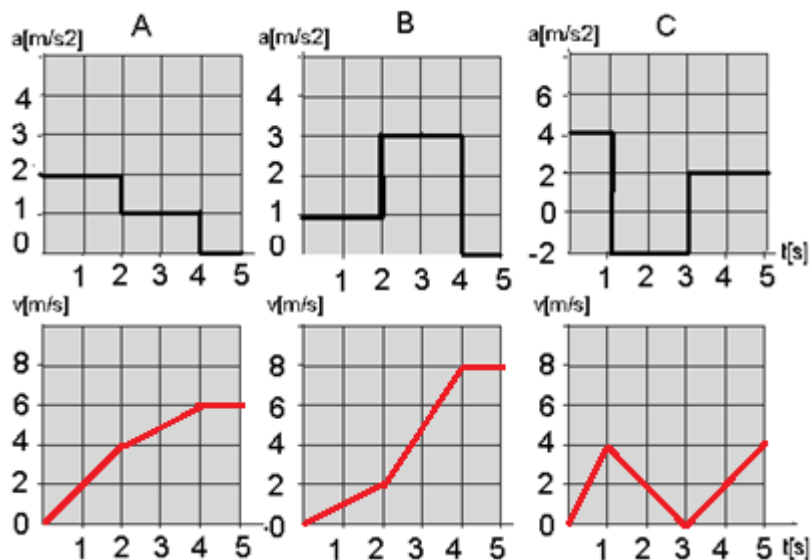 A B C
a[m/s2] a[m/s2] a[m/s2]
4 4 6
3 3 4
2 2 2
1 1 0
0 0 -2
1 2 3 4 5 1 2 3 4 5 1 2 3 4 5 t[s]
v[m/s] v[m/s] v[m/s]
8 8 8
6 6 6
4 4 4
2 2 2
0 0 0
1 2 3 4 5 1 2 3 4 5 1 2 3 4 5 t[s]